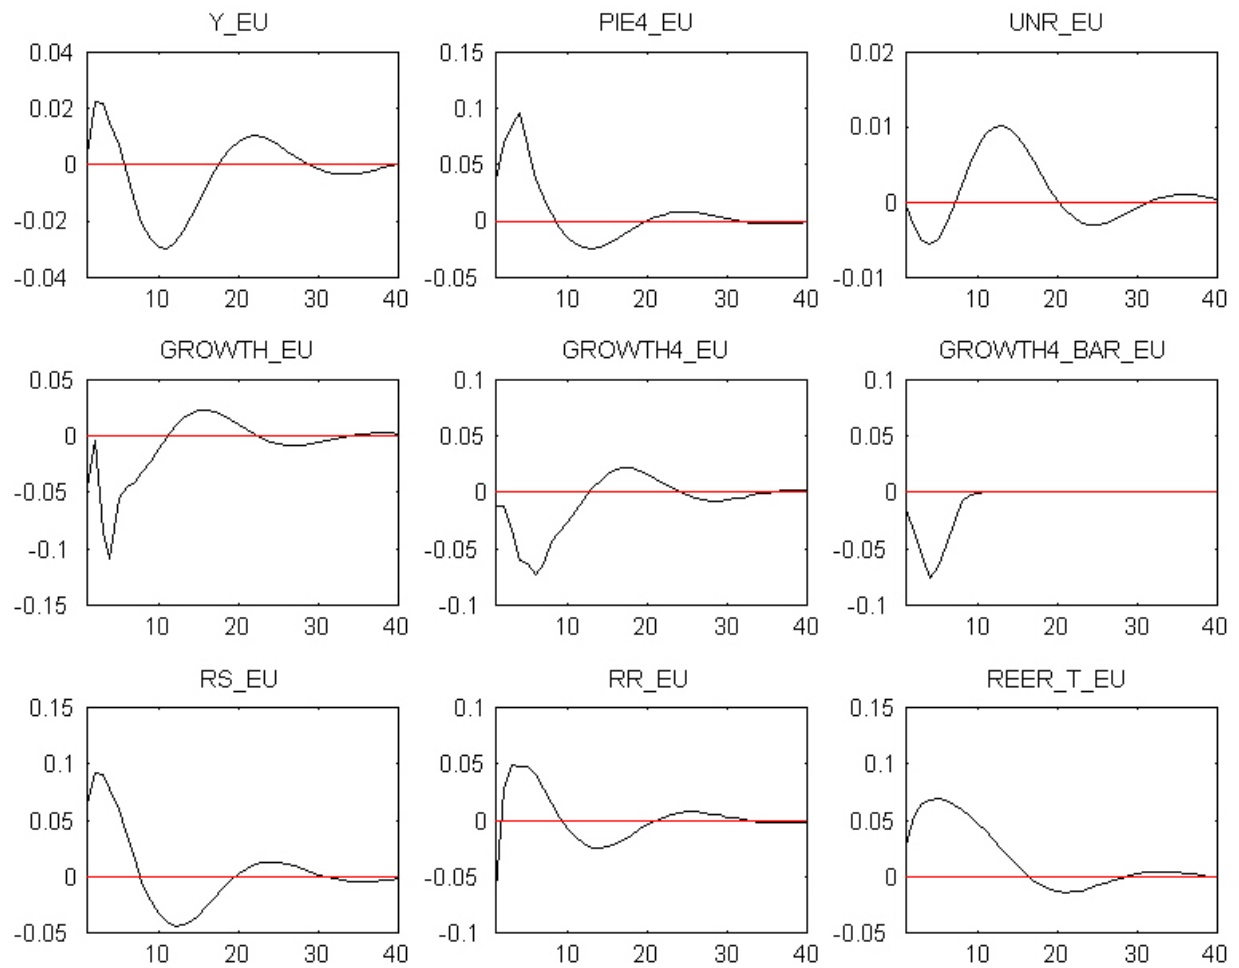 Y_EU PIE4_EU UNR_EU
0.04 0.15 0.02
0.02 0.1 0.01
0 0.05 0
-0.02 0 -0.01
-0.04 -0.05
10 20 30 40 10 20 30 40 10 20 30 40
GROWTH_EU GROWTH4_EU GROWTH4_BAR_EU
0.05 0.1 0.1
0 0.05 0.05
-0.05 0 0
-0.1 -0.05 -0.05
-0.15 -0.1 -0.1
10 20 30 40 10 20 30 40 10 20 30 40
RS_EU RR_EU REER_T_EU
0.15 0.1 0.15
0.1 0.05 0.1
0.05 0 0.05
0 -0.05 0
-0.05 -0.1 -0.05
10 20 30 40 10 20 30 40 10 20 30 40